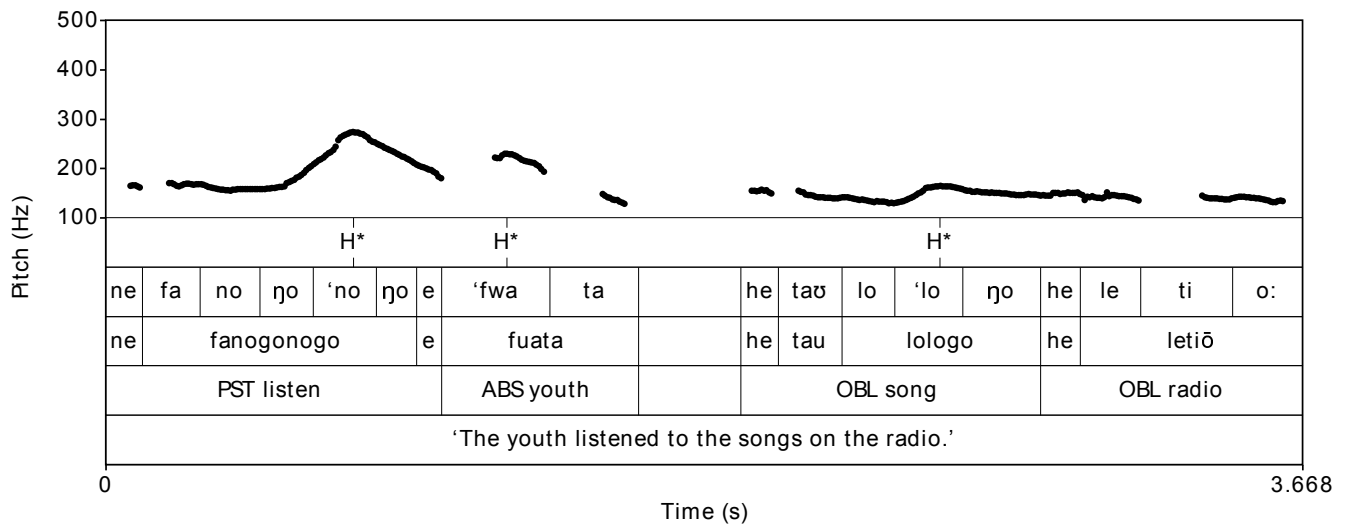 500
400
300
200
100
Pitch (Hz)
H* H* H*
ne fa no ŋo ‘no ŋo e ‘fwa ta he taʊ lo ‘lo ŋo he le ti o:
ne fanogonogo e fuata he tau lologo he letiō
PST listen ABS youth OBL song OBL radio
‘The youth listened to the songs on the radio.’
0 3.668
Time (s)